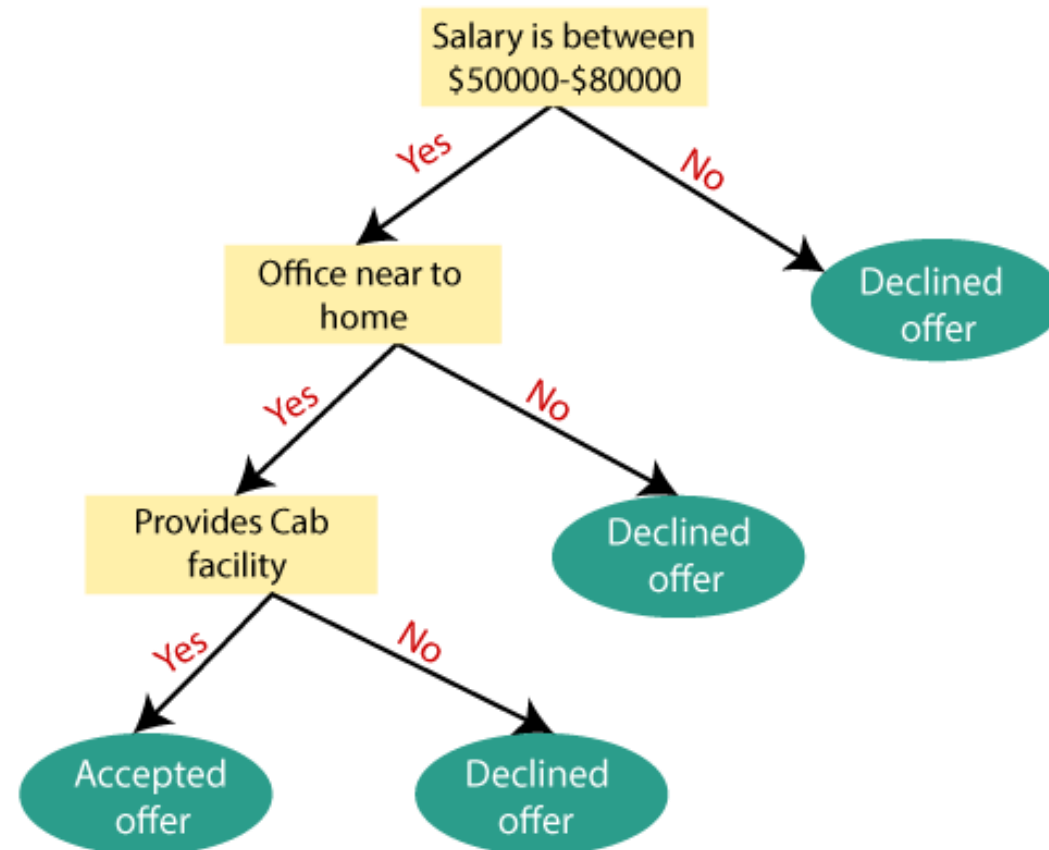 Salary is between
$50000-$80000
Yes
No
Office near to
home
Declined
offer
Yes
No
Provides Cab
facility
Declined
offer
Yes
No
Accepted
offer
Declined
offer